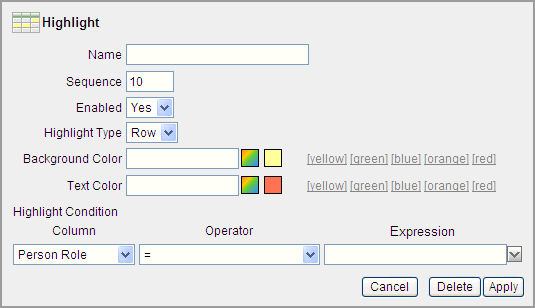 Highlight
Name
Sequence 10
Enabled Yes
Highlight Type Row
Background Color [yellow] [green] [blue] [orange] [red]
Text Color [yellow] [green] [blue] [orange] [red]
Highlight Condition
Column Operator Expression
Person Role =
Cancel Delete Apply